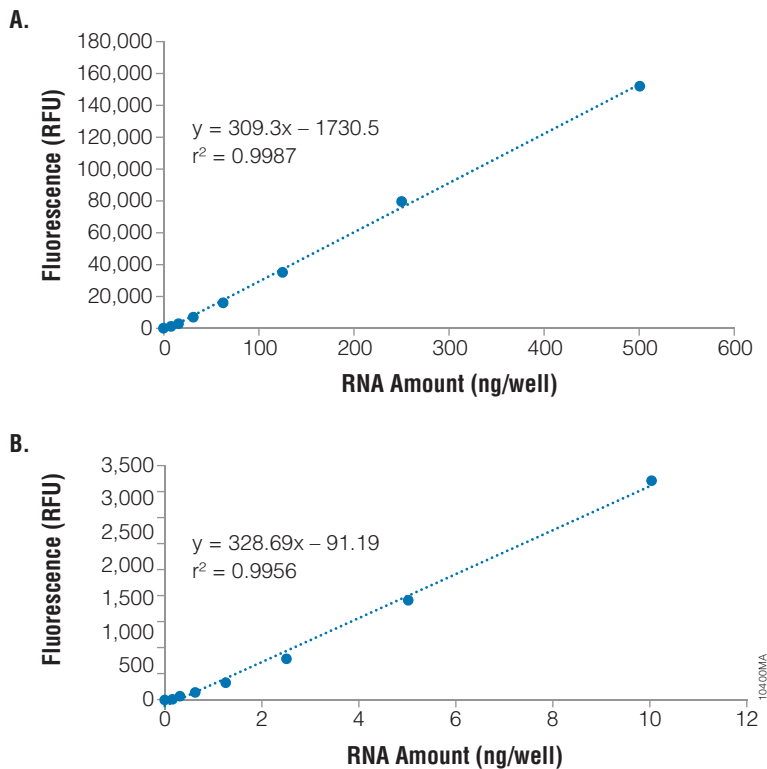 A.
Fluorescence (RFU)
180,000
160,000
140,000
120,000
100,000
80,000
60,000
40,000
20,000
0
y = 309.3x – 1730.5
r² = 0.9987
0 100 200 300 400 500 600
RNA Amount (ng/well)
B.
Fluorescence (RFU)
3,500
3,000
2,500
2,000
1,500
1,000
500
0
y = 328.69x – 91.19
r² = 0.9956
0 2 4 6 8 10 12
RNA Amount (ng/well)
10400MA